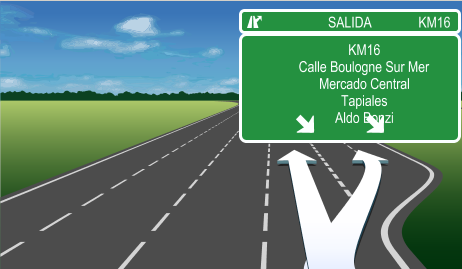 SALIDA KM16
KM16
Calle Boulogne Sur Mer
Mercado Central
Tapiales
Aldo Bonzi